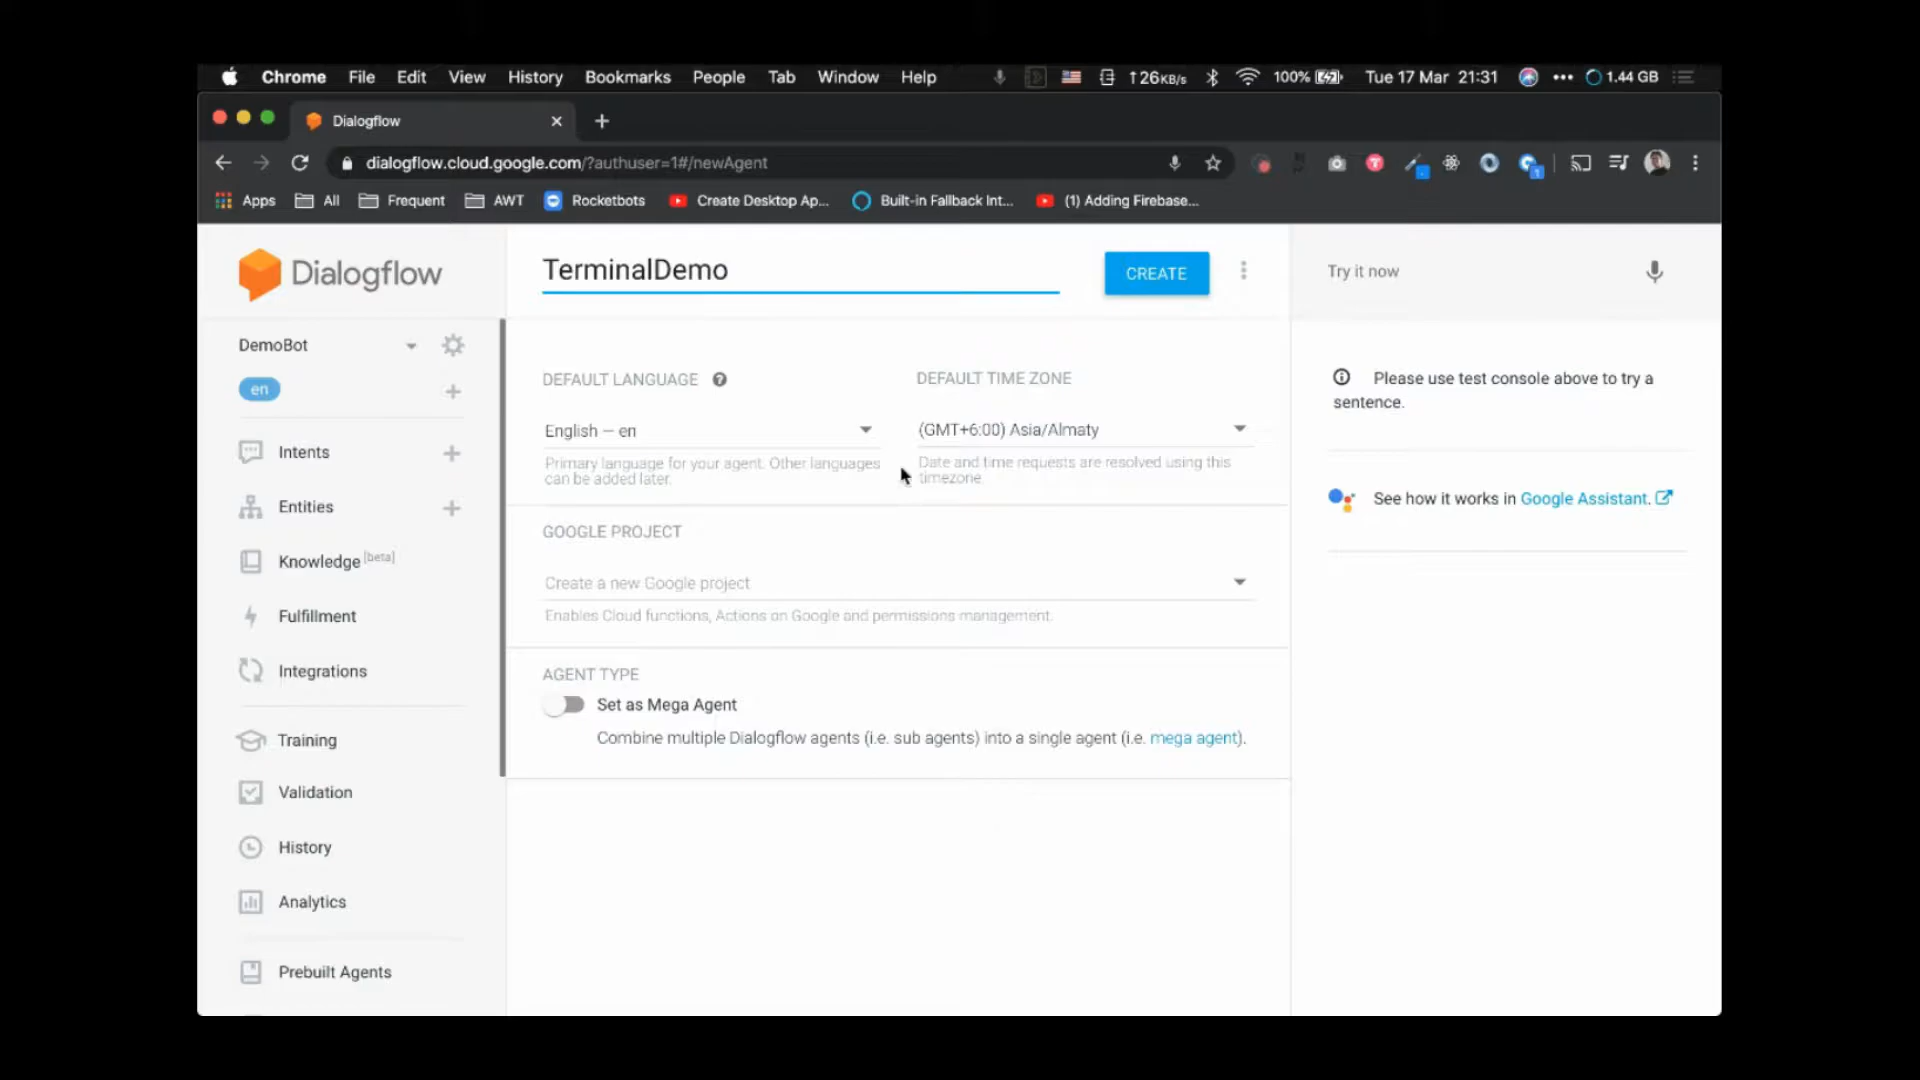 Chrome File Edit View History Bookmarks People Tab Window Help ↑26KB/s 100% Tue 17 Mar 21:31 ••• 1.44 GB
Dialogflow
dialogflow.cloud.google.com/?authuser=1#/newAgent
Apps All Frequent AWT Rocketbots Create Desktop Ap... Built-in Fallback Int... (1) Adding Firebase...
Dialogflow
TerminalDemo
CREATE
Try it now
DemoBot
en
Intents
Entities
Knowledge [beta]
Fulfillment
Integrations
Training
Validation
History
Analytics
Prebuilt Agents
DEFAULT LANGUAGE
English — en
Primary language for your agent. Other languages
can be added later.
DEFAULT TIME ZONE
(GMT+6:00) Asia/Almaty
Date and time requests are resolved using this
timezone.
GOOGLE PROJECT
Create a new Google project
Enables Cloud functions, Actions on Google and permissions management.
AGENT TYPE
Set as Mega Agent
Combine multiple Dialogflow agents (i.e. sub agents) into a single agent (i.e. mega agent).
Please use test console above to try a
sentence.
See how it works in Google Assistant.